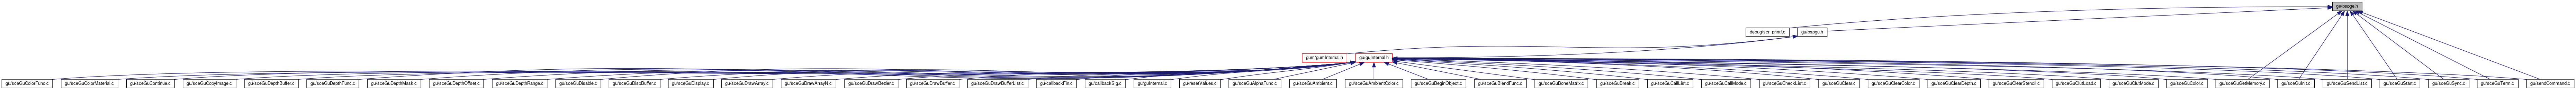 ge/psnge.h
debug/scr_printf.c
gu/pspgu.h
gum/gumInternal.h
gu/guInternal.h
gu/sceGuColorFunc.c
gu/sceGuColorMaterial.c
gu/sceGuContinue.c
gu/sceGuCopyImage.c
gu/sceGuDepthBuffer.c
gu/sceGuDepthFunc.c
gu/sceGuDepthMask.c
gu/sceGuDepthOffset.c
gu/sceGuDepthRange.c
gu/sceGuDisable.c
gu/sceGuDispBuffer.c
gu/sceGuDisplay.c
gu/sceGuDrawArray.c
gu/sceGuDrawArrayN.c
gu/sceGuDrawBezier.c
gu/sceGuDrawBuffer.c
gu/sceGuDrawBufferList.c
gu/callbackFin.c
gu/callbackSig.c
gu/guInternal.c
gu/resetValues.c
gu/sceGuAlphaFunc.c
gu/sceGuAmbient.c
gu/sceGuAmbientColor.c
gu/sceGuBeginObject.c
gu/sceGuBlendFunc.c
gu/sceGuBoneMatrix.c
gu/sceGuBreak.c
gu/sceGuCallList.c
gu/sceGuCallMode.c
gu/sceGuCheckList.c
gu/sceGuClear.c
gu/sceGuClearColor.c
gu/sceGuClearDepth.c
gu/sceGuClearStencil.c
gu/sceGuClutLoad.c
gu/sceGuClutMode.c
gu/sceGuColor.c
gu/sceGuGetMemory.c
gu/sceGuInit.c
gu/sceGuSendList.c
gu/sceGuStart.c
gu/sceGuSync.c
gu/sceGuTerm.c
gu/sendCommand.c